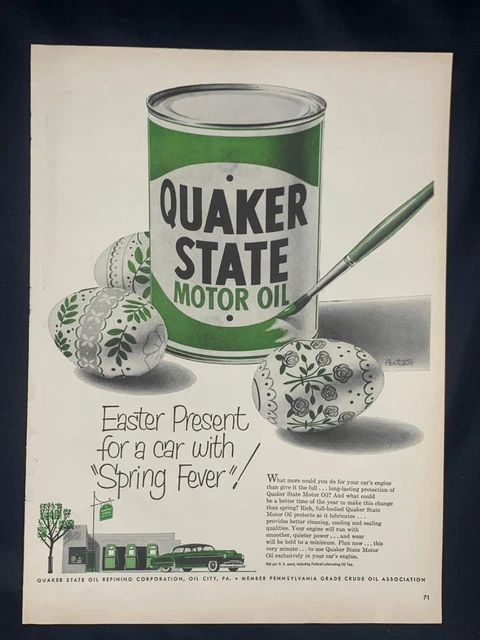 QUAKER
STATE
MOTOR OIL
Easter Present
for a car with
"Spring Fever"!
What more could you do for your car's engine
than give it the full . . . long-lasting protection of
Quaker State Motor Oil? And what could
be a better time of the year to make this change
than spring? Rich, full-bodied Quaker State
Motor Oil protects as it lubricates . . .
provides better cleaning, cooling and sealing
qualities. Your engine will run with
smoother, quieter power . . . and wear
will be held to a minimum. Plan now . . . this
very minute . . . to use Quaker State Motor
Oil exclusively in your car's engine.
QUAKER STATE OIL REFINING CORPORATION, OIL CITY, PA. • MEMBER PENNSYLVANIA GRADE CRUDE OIL ASSOCIATION
71